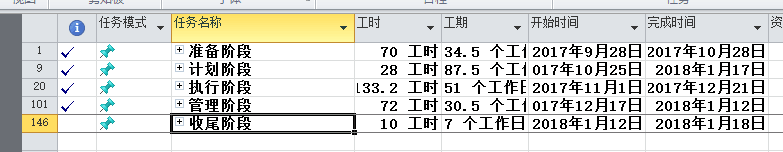 任务模式 任务名称 工时 工期 开始时间 完成时间 资
1 准备阶段 70 工时 34.5 个工作 2017年9月28日 2017年10月28日
9 计划阶段 28 工时 87.5 个工作 017年10月25日 2018年1月17日
20 执行阶段 133.2 工时 51 个工作日 2017年11月1日 2017年12月21日
101 管理阶段 72 工时 30.5 个工作 017年12月17日 2018年1月12日
146 收尾阶段 10 工时 7 个工作日 2018年1月12日 2018年1月18日